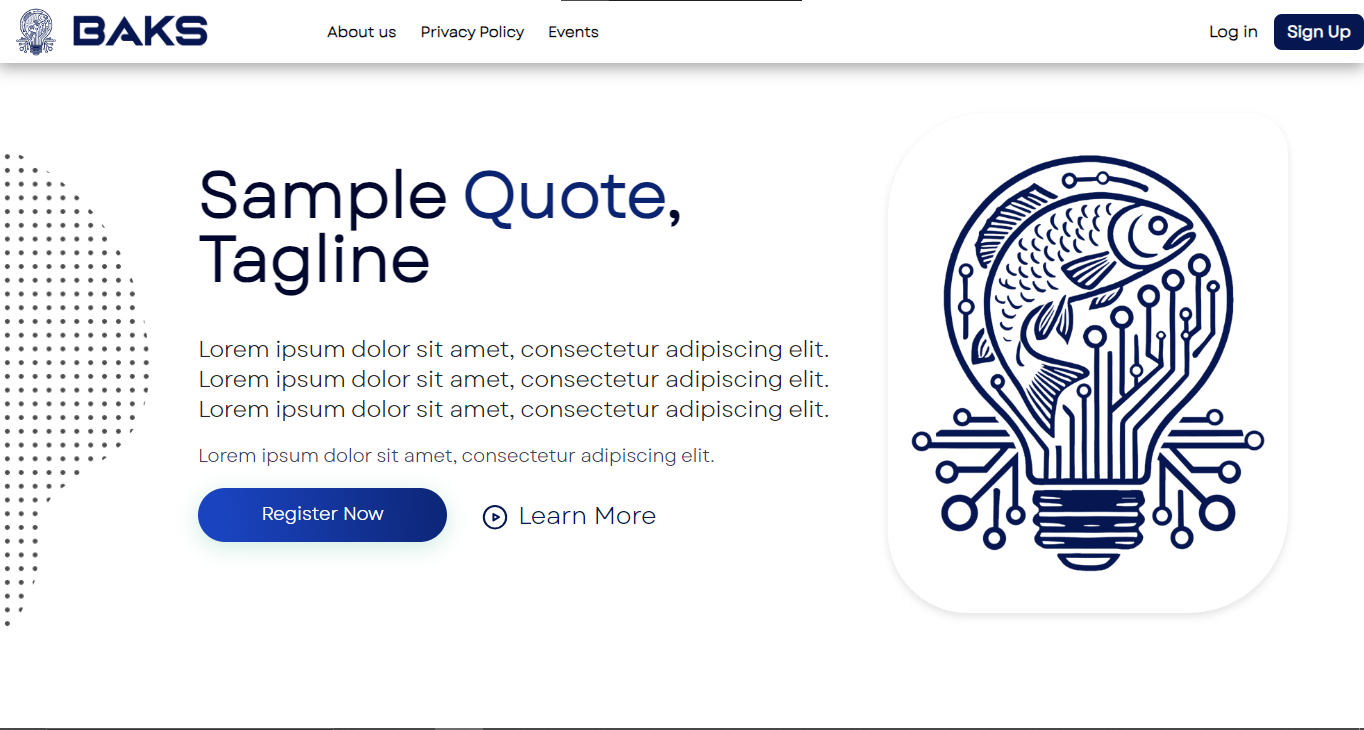 BAKS
About us
Privacy Policy
Events
Log in
Sign Up
Sample Quote,
Tagline
Lorem ipsum dolor sit amet, consectetur adipiscing elit.
Lorem ipsum dolor sit amet, consectetur adipiscing elit.
Lorem ipsum dolor sit amet, consectetur adipiscing elit.
Lorem ipsum dolor sit amet, consectetur adipiscing elit.
Register Now
Learn More